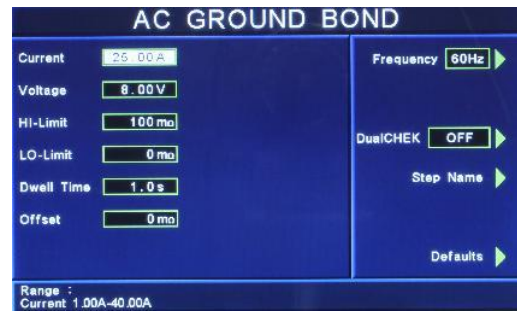 AC GROUND BOND
Current 25.00A
Voltage 8.00V
HI-Limit 100 mΩ
LO-Limit 0 mΩ
Dwell Time 1.0s
Offset 0 mΩ
Frequency 60Hz
DualCHEK OFF
Step Name
Defaults
Range :
Current 1.00A-40.00A